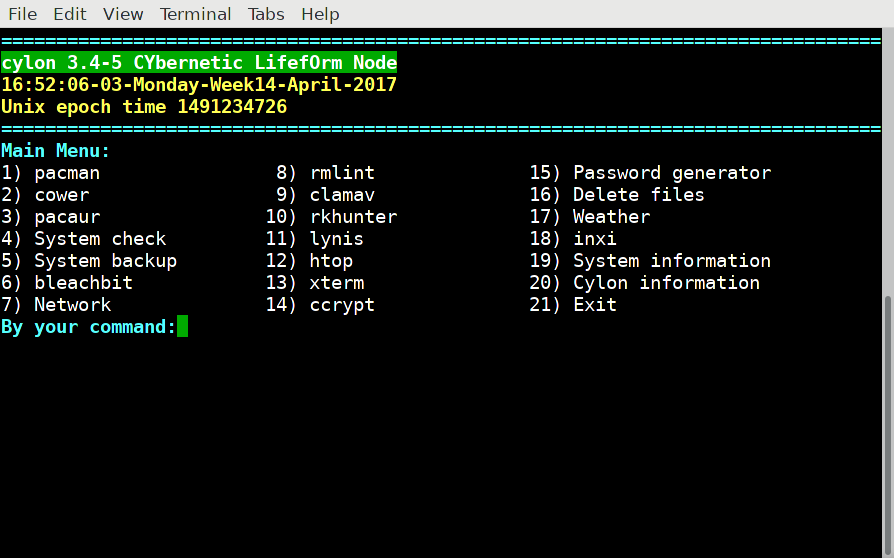 File Edit View Terminal Tabs Help
================================================================================
cylon 3.4-5 CYbernetic LifefOrm Node
16:52:06-03-Monday-Week14-April-2017
Unix epoch time 1491234726
================================================================================
Main Menu:
1) pacman 8) rmlint 15) Password generator
2) cower 9) clamav 16) Delete files
3) pacaur 10) rkhunter 17) Weather
4) System check 11) lynis 18) inxi
5) System backup 12) htop 19) System information
6) bleachbit 13) xterm 20) Cylon information
7) Network 14) ccrypt 21) Exit
By your command: